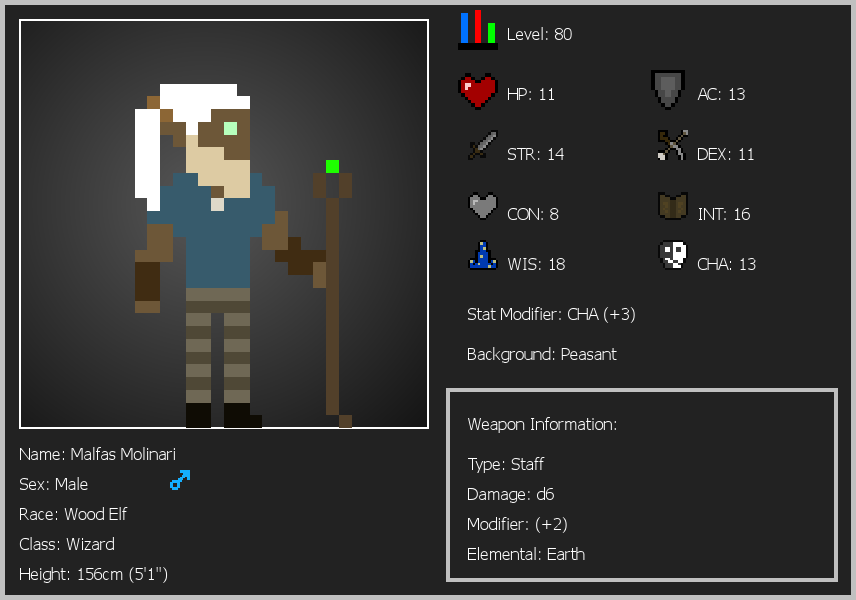 Level: 80
HP: 11
AC: 13
STR: 14
DEX: 11
CON: 8
INT: 16
WIS: 18
CHA: 13
Stat Modifier: CHA (+3)
Background: Peasant
Weapon Information:
Type: Staff
Damage: d6
Modifier: (+2)
Elemental: Earth
Name: Malfas Molinari
Sex: Male
Race: Wood Elf
Class: Wizard
Height: 156cm (5'1")